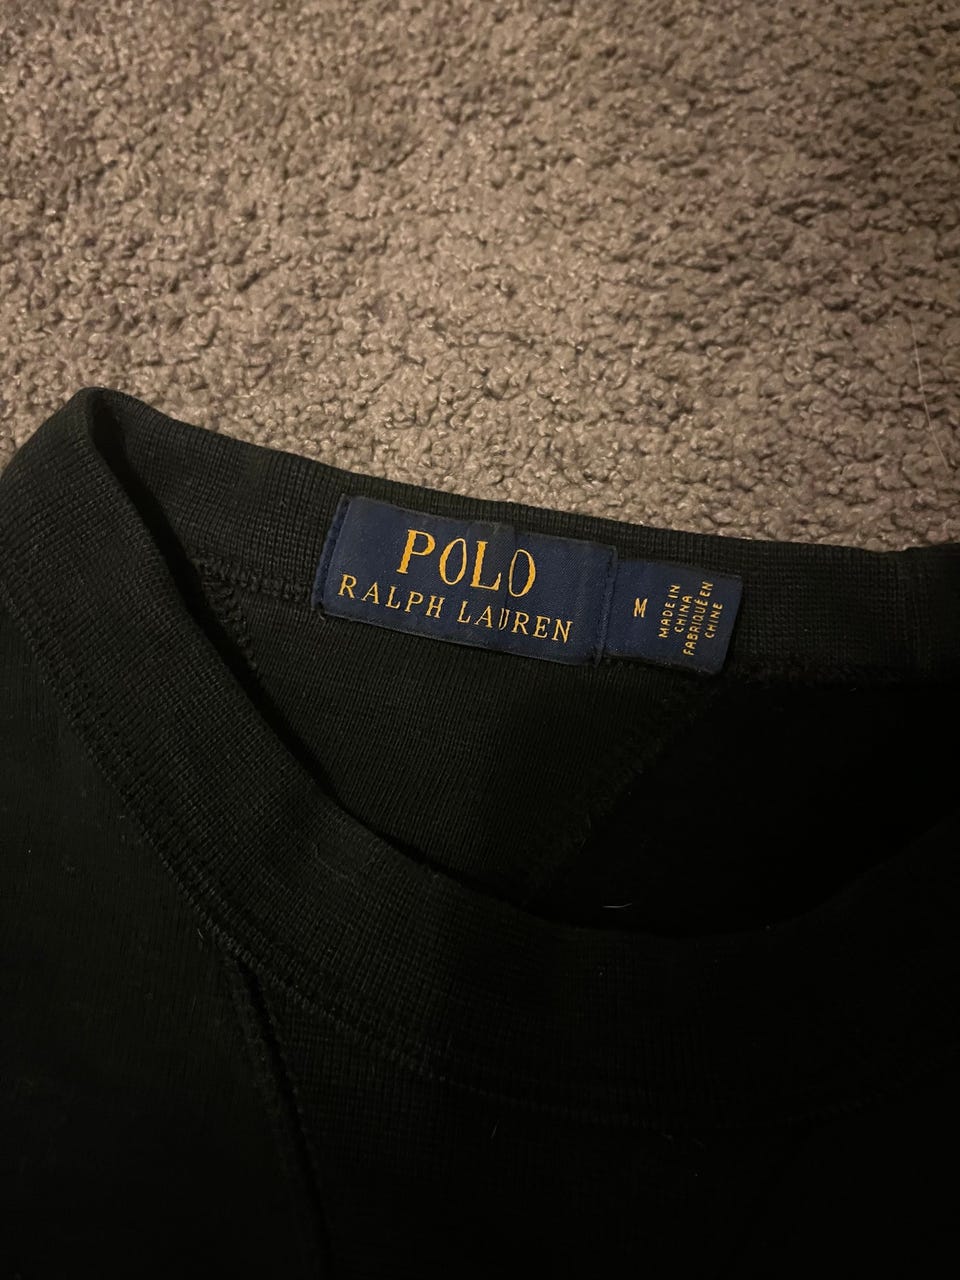 POLO
RALPH LAUREN
M
MADE IN
CHINA
FABRIQUÉ EN
CHINE